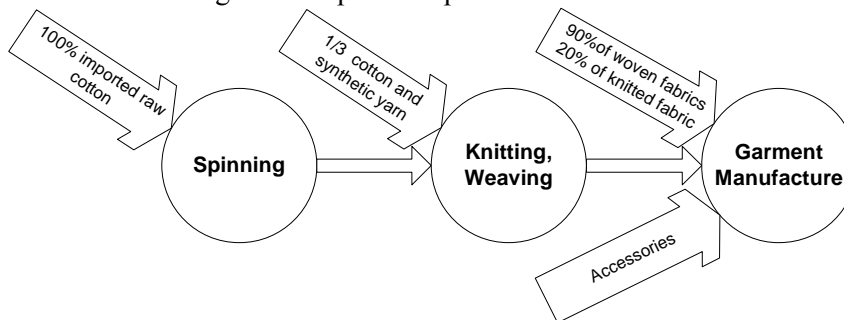 100% imported raw
cotton
1/3 cotton and
synthetic yarn
90%of woven fabrics
20% of knitted fabric
Spinning
Knitting,
Weaving
Garment
Manufacture
Accessories